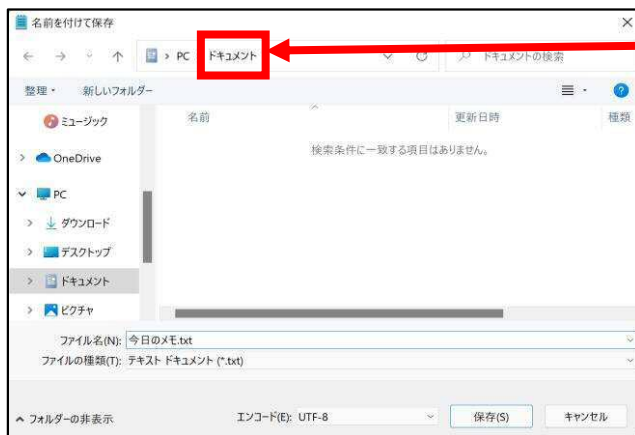 名前を付けて保存
PC > ドキュメント
ドキュメントの検索
整理
新しいフォルダー
名前 更新日時 種類
検索条件に一致する項目はありません。
ミュージック
OneDrive
PC
ダウンロード
デスクトップ
ドキュメント
ピクチャ
ファイル名(N): 今日のメモ.txt
ファイルの種類(T): テキスト ドキュメント (*.txt)
フォルダーの非表示
エンコード(E): UTF-8
保存(S)
キャンセル